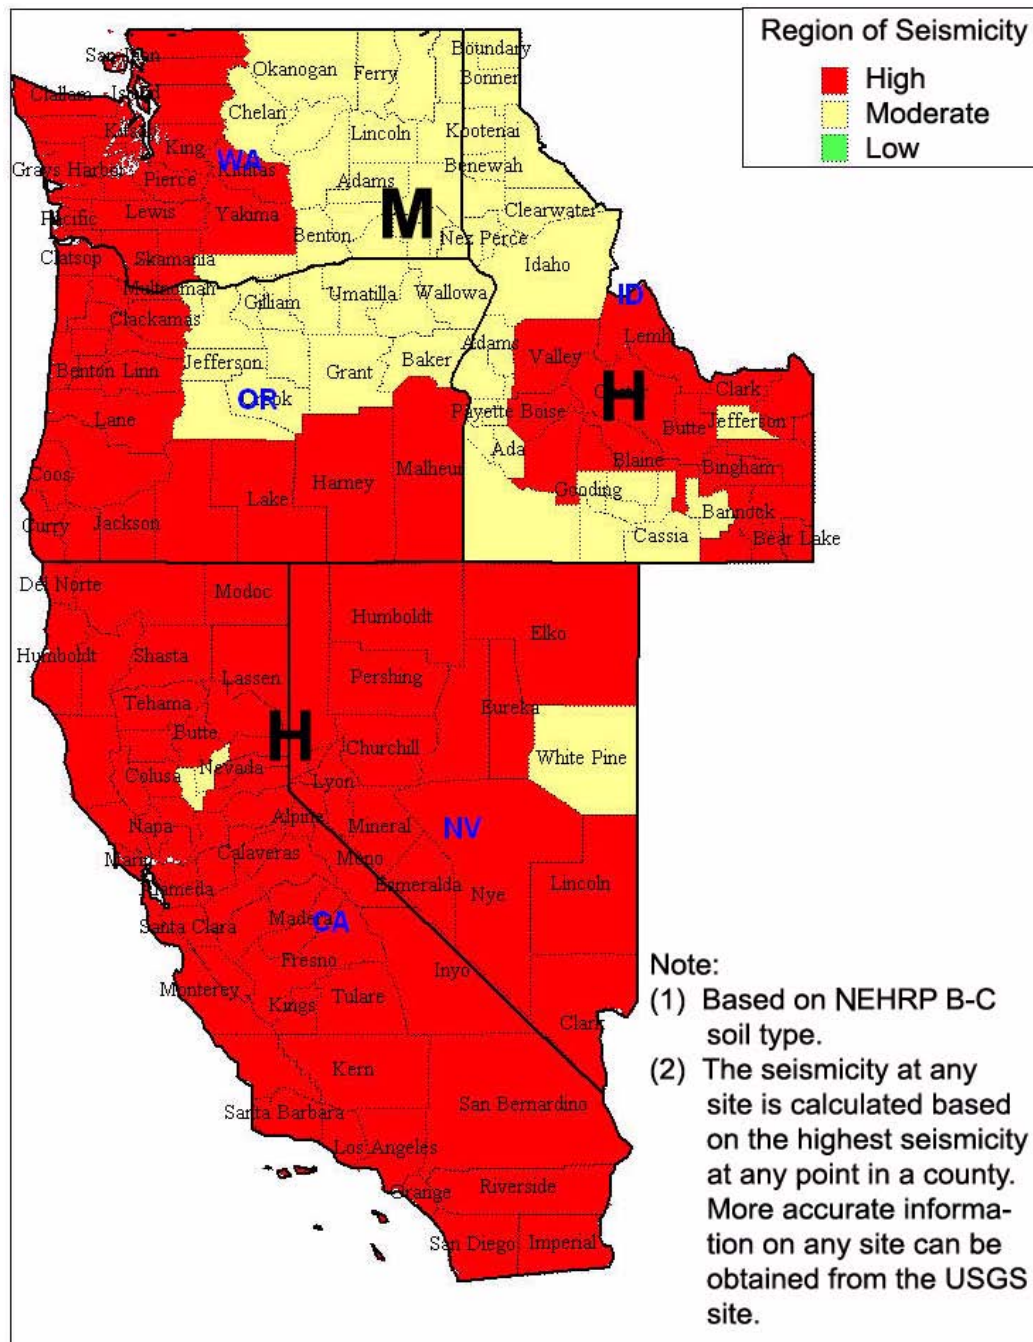 Region of Seismicity
High
Moderate
Low
San Juan
Okanogan
Ferry
Boundary
Bonner
Clallam
Island
Chelan
Lincoln
Kootenai
Kitsap
King
WA
Kittitas
Benewah
Grays Harbor
Pierce
Adams
M
Pacific
Lewis
Yakima
Clearwater
Benton
Nez Perce
Clatsop
Skamania
Idaho
Multnomah
Gilliam
Umatilla
Wallowa
ID
Clackamas
Lemhi
Jefferson
Adams
Valley
Benton
Linn
Grant
Baker
Custer
H
Clark
OR
Crook
Lane
Payette
Boise
Butte
Jefferson
Ada
Blaine
Bingham
Coos
Lake
Harney
Malheur
Gooding
Bannock
Curry
Jackson
Cassia
Bear Lake
Del Norte
Modoc
Humboldt
Elko
Humboldt
Shasta
Lassen
Pershing
Tehama
Eureka
Butte
H
Churchill
White Pine
Colusa
Nevada
Lyon
Napa
Alpine
Mineral
NV
Marin
Calaveras
Mono
Alameda
Esmeralda
Nye
Lincoln
Santa Clara
Madera
CA
Fresno
Inyo
Monterey
Kings
Tulare
Clark
Kern
Santa Barbara
San Bernardino
Los Angeles
Orange
Riverside
San Diego
Imperial
Note:
(1) Based on NEHRP B-C
soil type.
(2) The seismicity at any
site is calculated based
on the highest seismicity
at any point in a county.
More accurate informa-
tion on any site can be
obtained from the USGS
site.